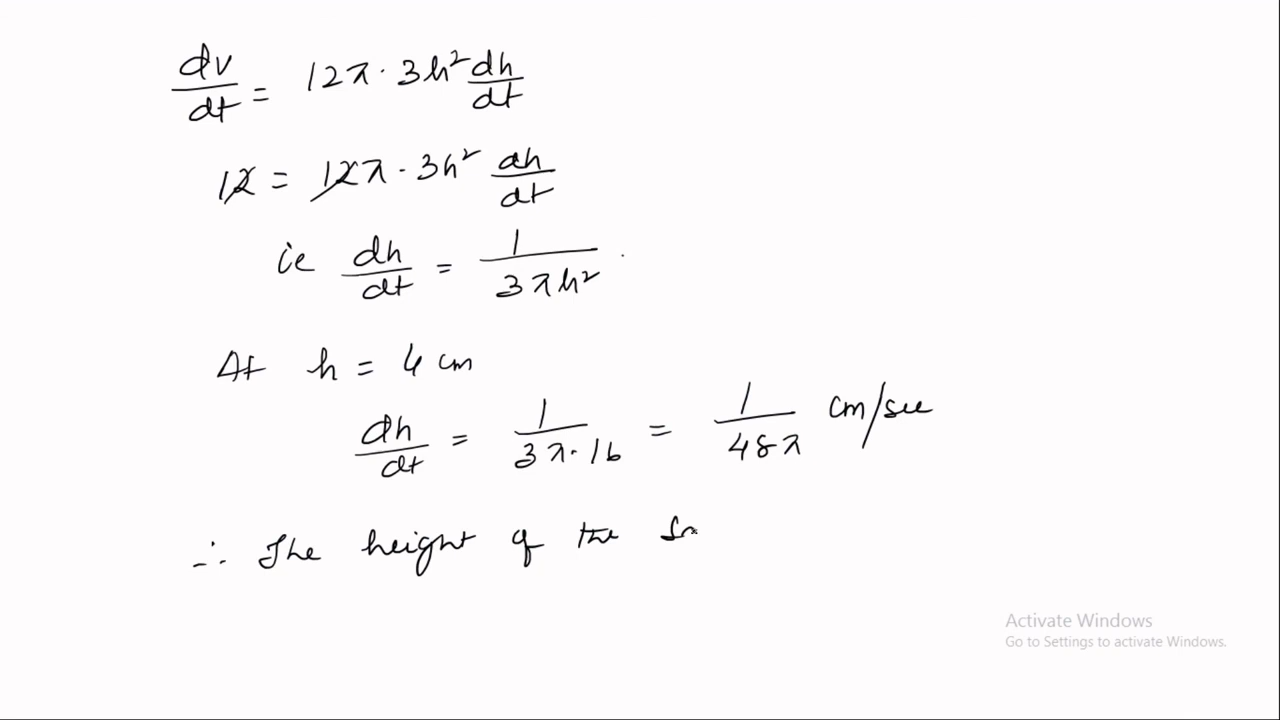 dv/dt = 12π · 3h² dh/dt
12 = 12π · 3h² dh/dt
ie dh/dt = 1/3πh²
At h = 4 cm
dh/dt = 1/3π·16 = 1/48π cm/sec
∴ The height of the
Activate Windows
Go to Settings to activate Windows.